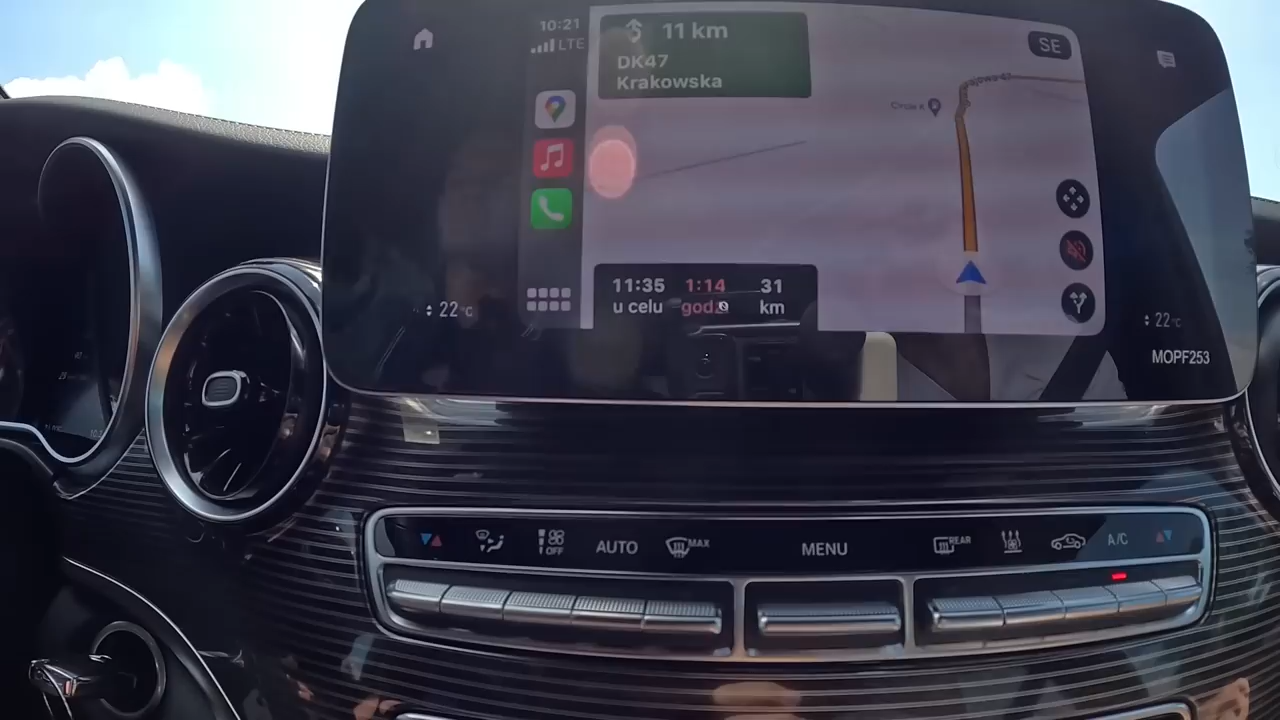 10:21
LTE
11 km
DK47
Krakowska
SE
Circle K
11:35 1:14 31
u celu godz. km
22°C
22°C
MOPF253
OFF
AUTO
MAX
MENU
REAR
A/C